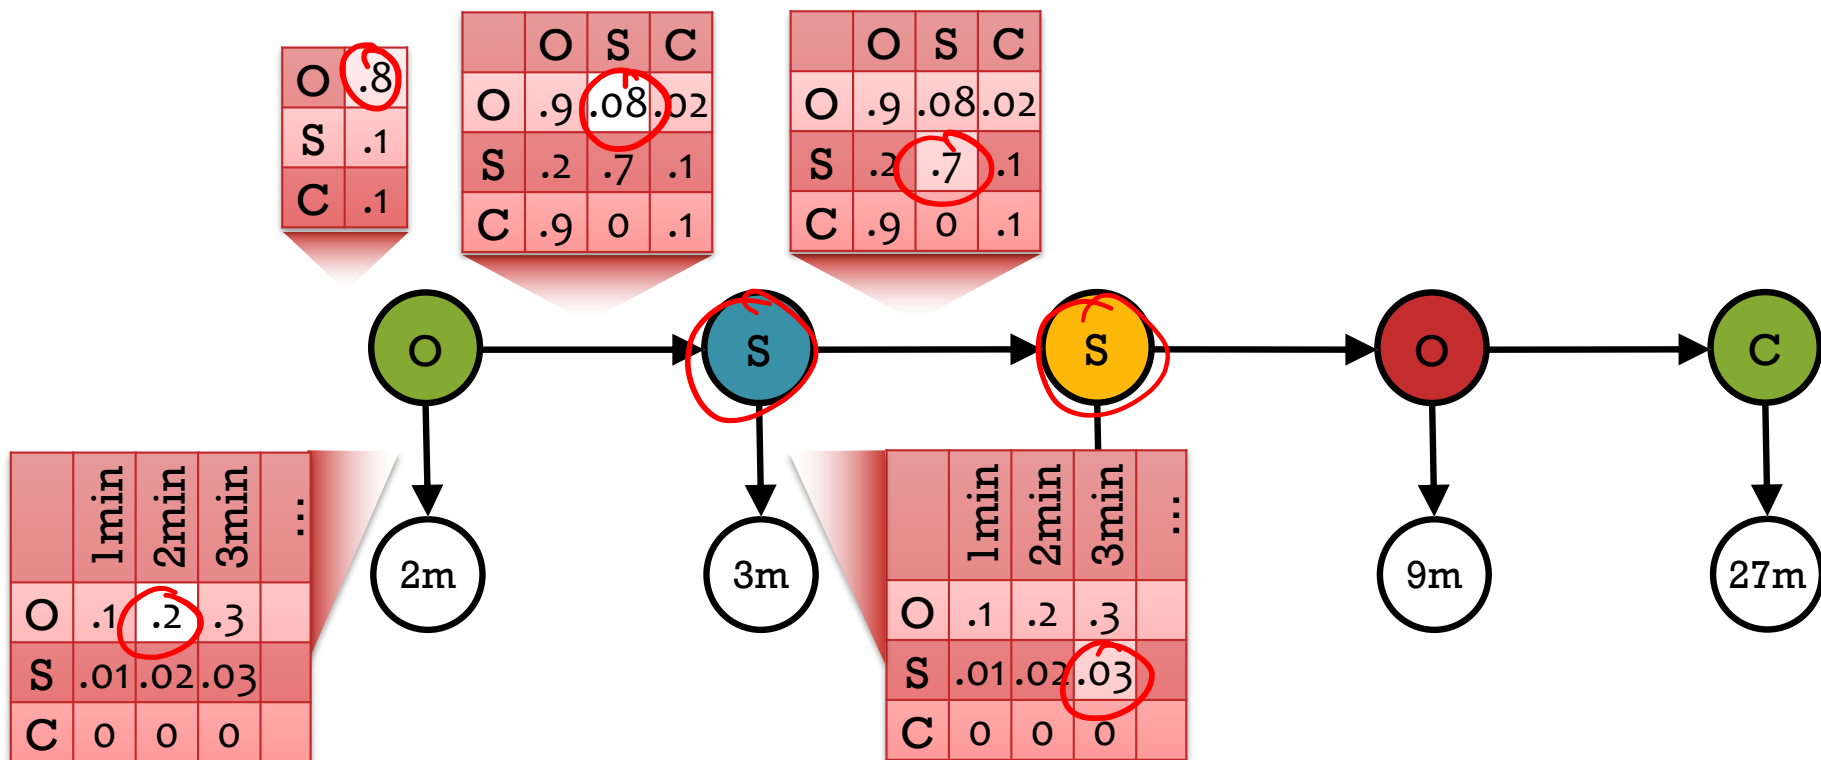 O .8
S .1
C .1
O S C
O .9 .08 .02
S .2 .7 .1
C .9 0 .1
O S C
O .9 .08 .02
S .2 .7 .1
C .9 0 .1
O S S O C
1min 2min 3min ...
O .1 .2 .3
S .01 .02 .03
C 0 0 0
2m 3m
1min 2min 3min ...
O .1 .2 .3
S .01 .02 .03
C 0 0 0
9m 27m